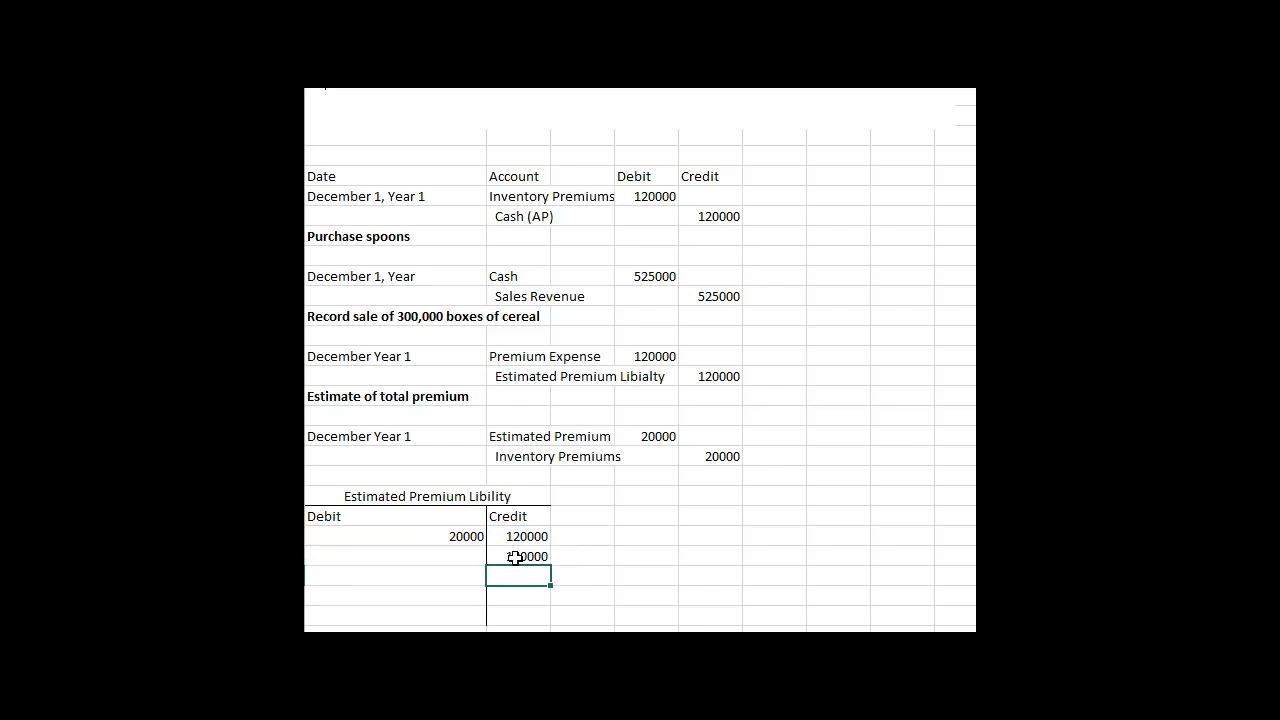 Date Account Debit Credit
December 1, Year 1 Inventory Premiums 120000
Cash (AP) 120000
Purchase spoons
December 1, Year Cash 525000
Sales Revenue 525000
Record sale of 300,000 boxes of cereal
December Year 1 Premium Expense 120000
Estimated Premium Libialty 120000
Estimate of total premium
December Year 1 Estimated Premium 20000
Inventory Premiums 20000
Estimated Premium Libility
Debit Credit
20000 120000